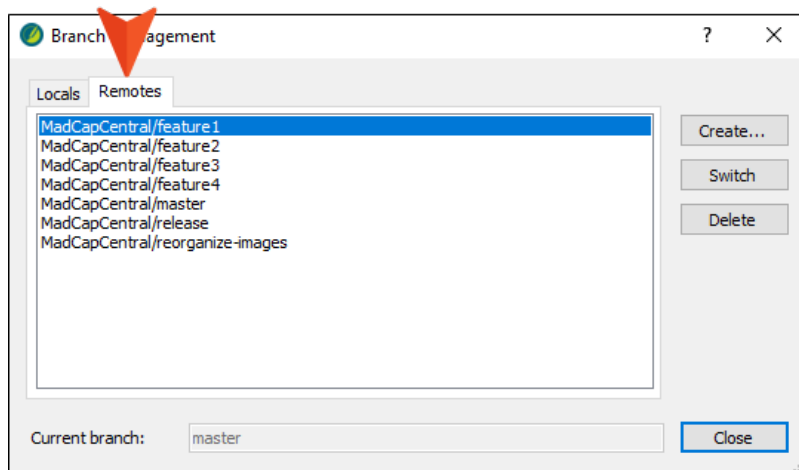 Branch agement
? X
Locals Remotes
MadCapCentral/feature1
MadCapCentral/feature2
MadCapCentral/feature3
MadCapCentral/feature4
MadCapCentral/master
MadCapCentral/release
MadCapCentral/reorganize-images
Create...
Switch
Delete
Current branch: master
Close